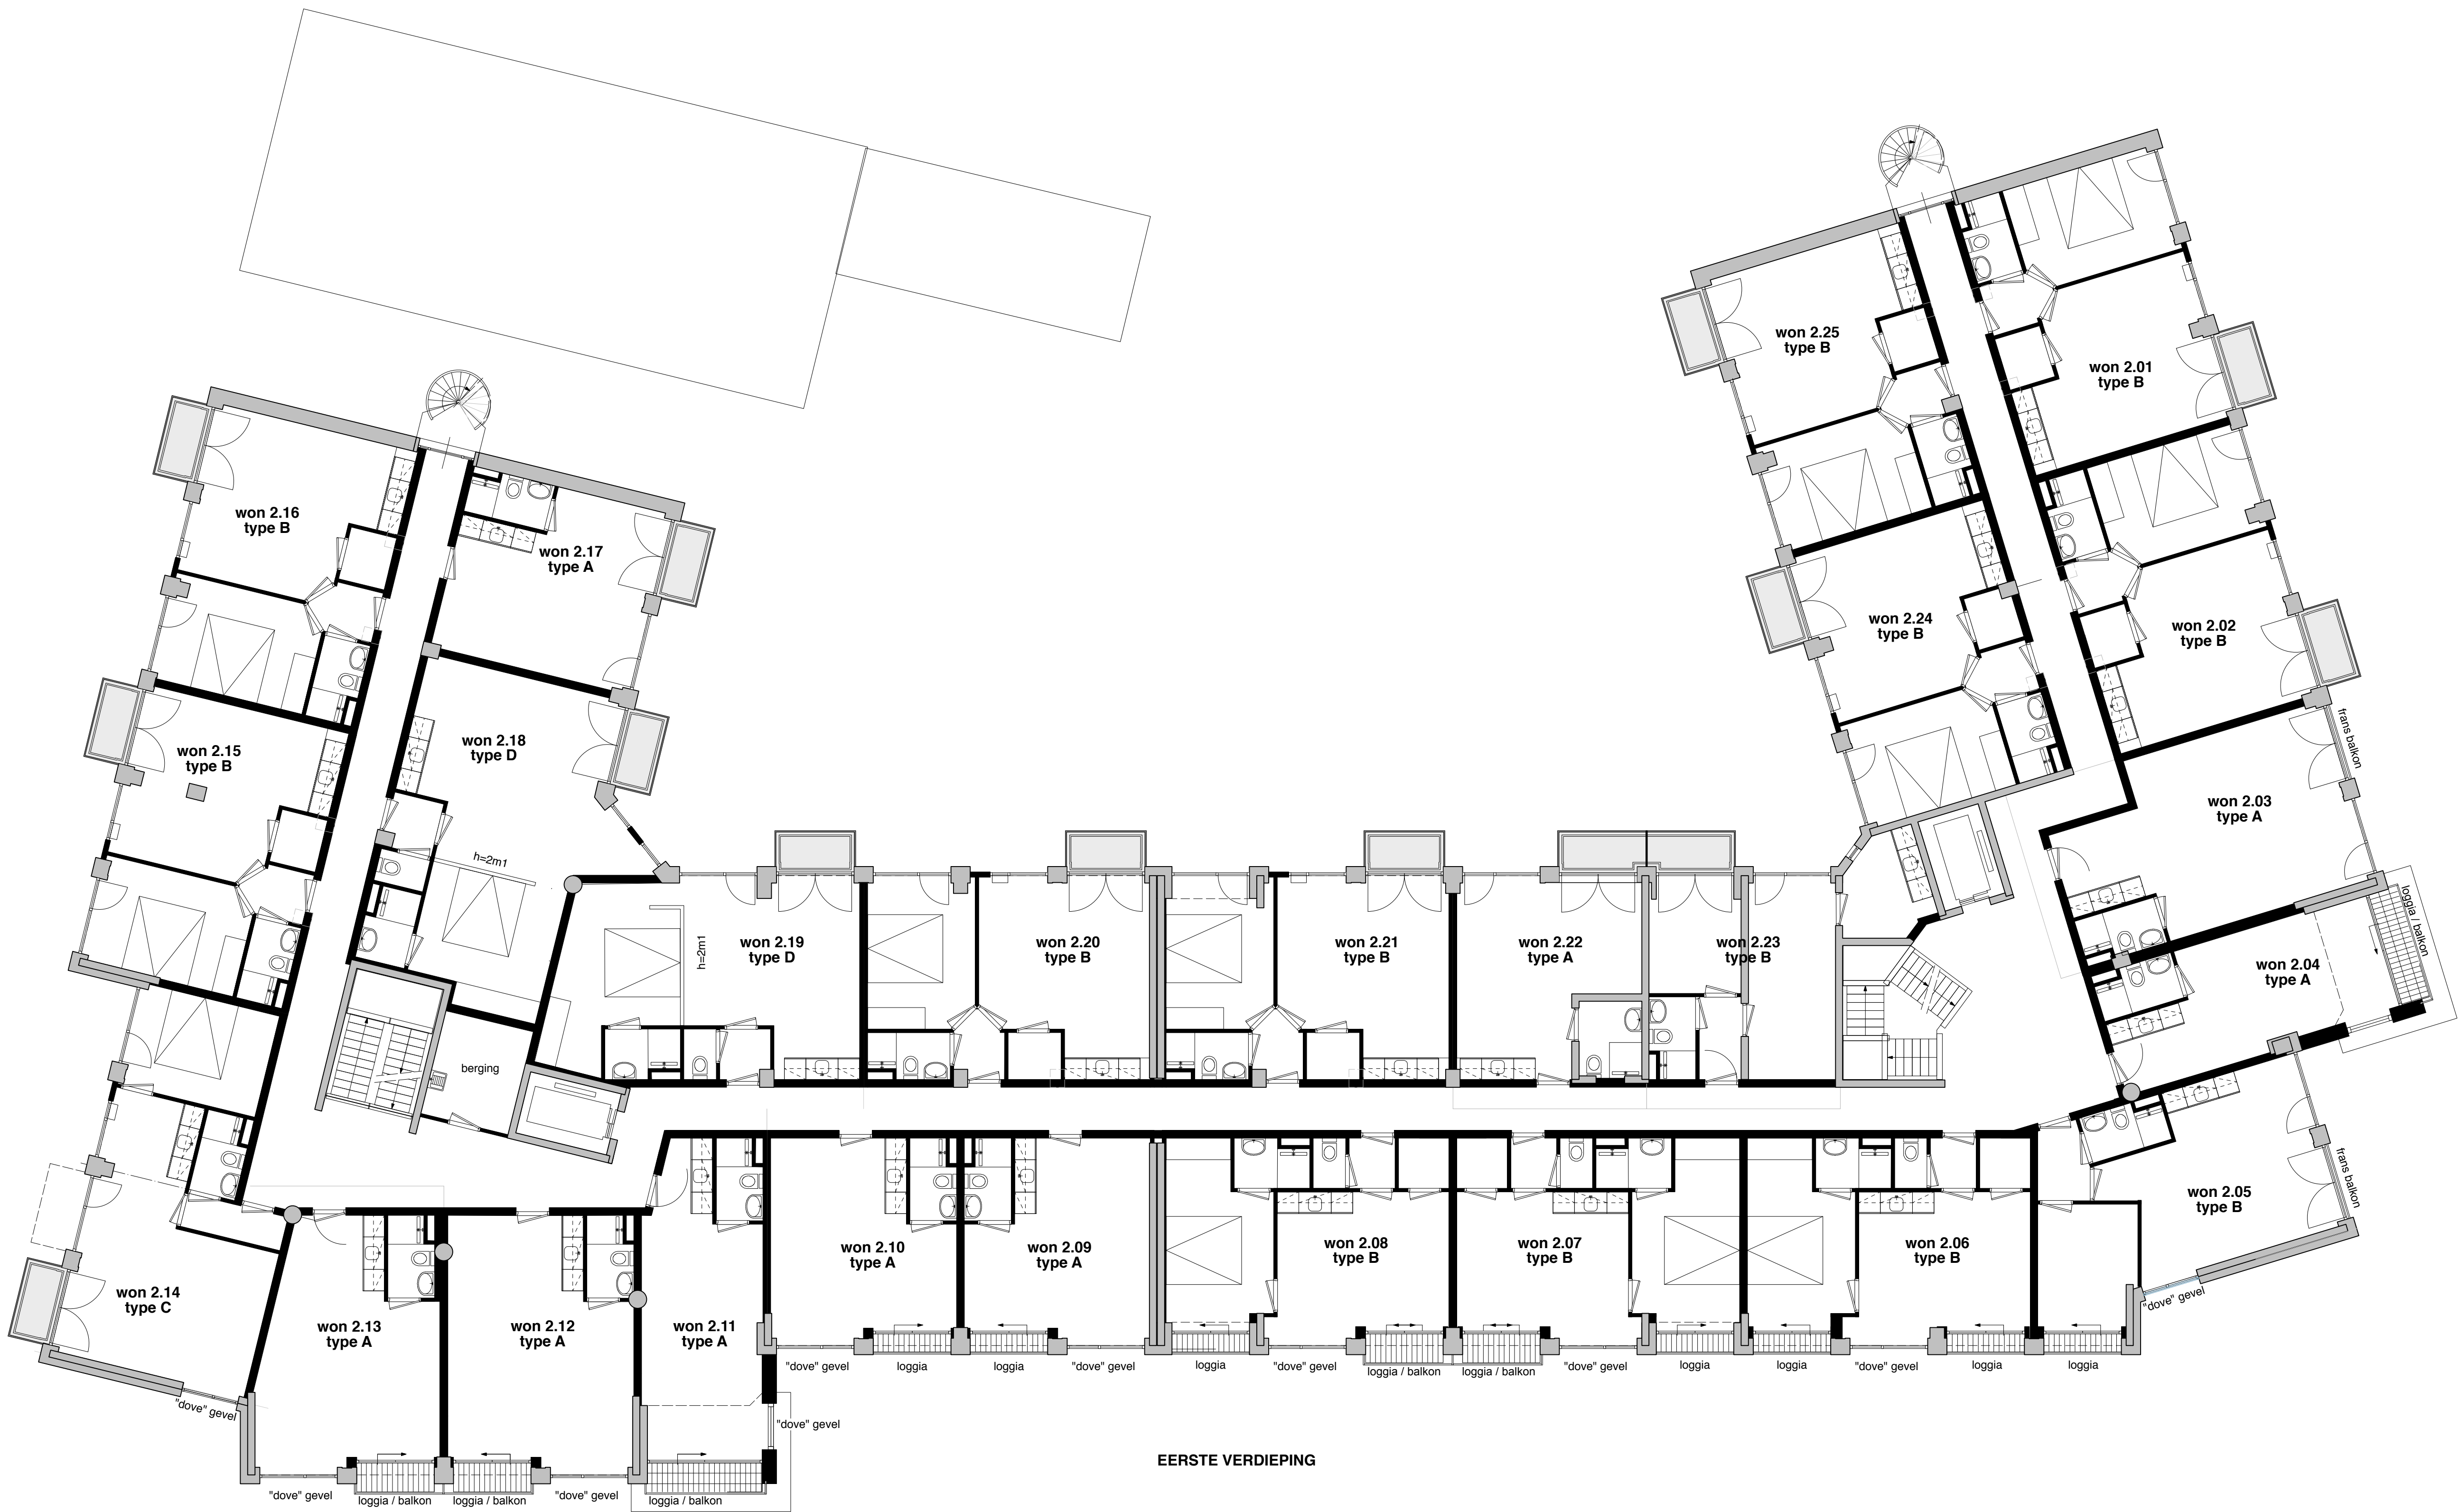 won 2.25
type B
won 2.01
type B
won 2.16
type B
won 2.17
type A
won 2.24
type B
won 2.02
type B
won 2.15
type B
won 2.18
type D
frans balkon
won 2.03
type A
h=2m1
won 2.19
type D
h=2m1
won 2.20
type B
won 2.21
type B
won 2.22
type A
won 2.23
type B
loggia / balkon
won 2.04
type A
berging
won 2.05
type B
frans balkon
won 2.14
type C
won 2.13
type A
won 2.12
type A
won 2.11
type A
won 2.10
type A
won 2.09
type A
won 2.08
type B
won 2.07
type B
won 2.06
type B
"dove" gevel
"dove" gevel
loggia
loggia
"dove" gevel
loggia
"dove" gevel
loggia / balkon
loggia / balkon
"dove" gevel
loggia
loggia
"dove" gevel
loggia
loggia
"dove" gevel
"dove" gevel
EERSTE VERDIEPING
"dove" gevel
loggia / balkon
loggia / balkon
"dove" gevel
loggia / balkon